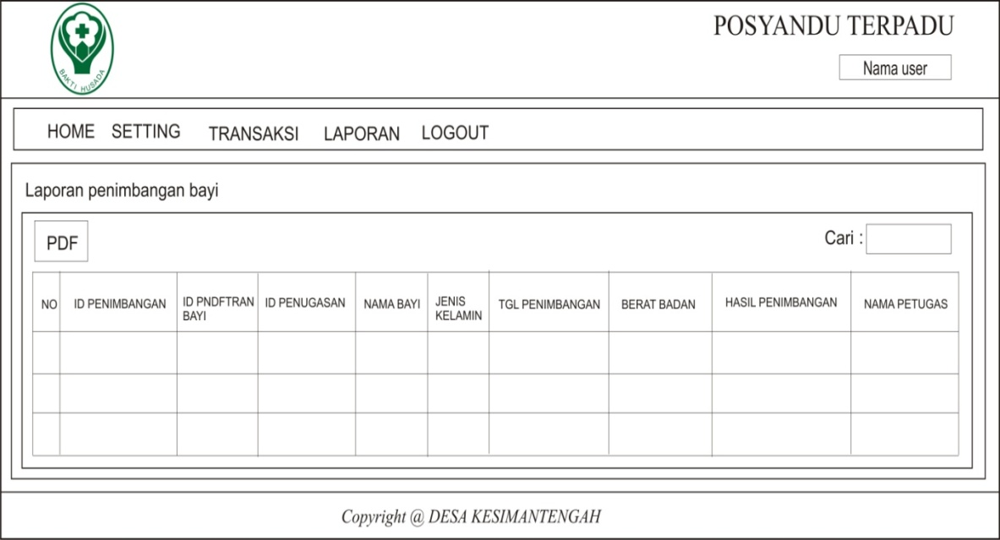 BAKTI HUSADA
POSYANDU TERPADU
Nama user
HOME SETTING TRANSAKSI LAPORAN LOGOUT
Laporan penimbangan bayi
PDF
Cari :
NO
ID PENIMBANGAN
ID PNDFTRAN
BAYI
ID PENUGASAN
NAMA BAYI
JENIS
KELAMIN
TGL PENIMBANGAN
BERAT BADAN
HASIL PENIMBANGAN
NAMA PETUGAS
Copyright @ DESA KESIMANTENGAH